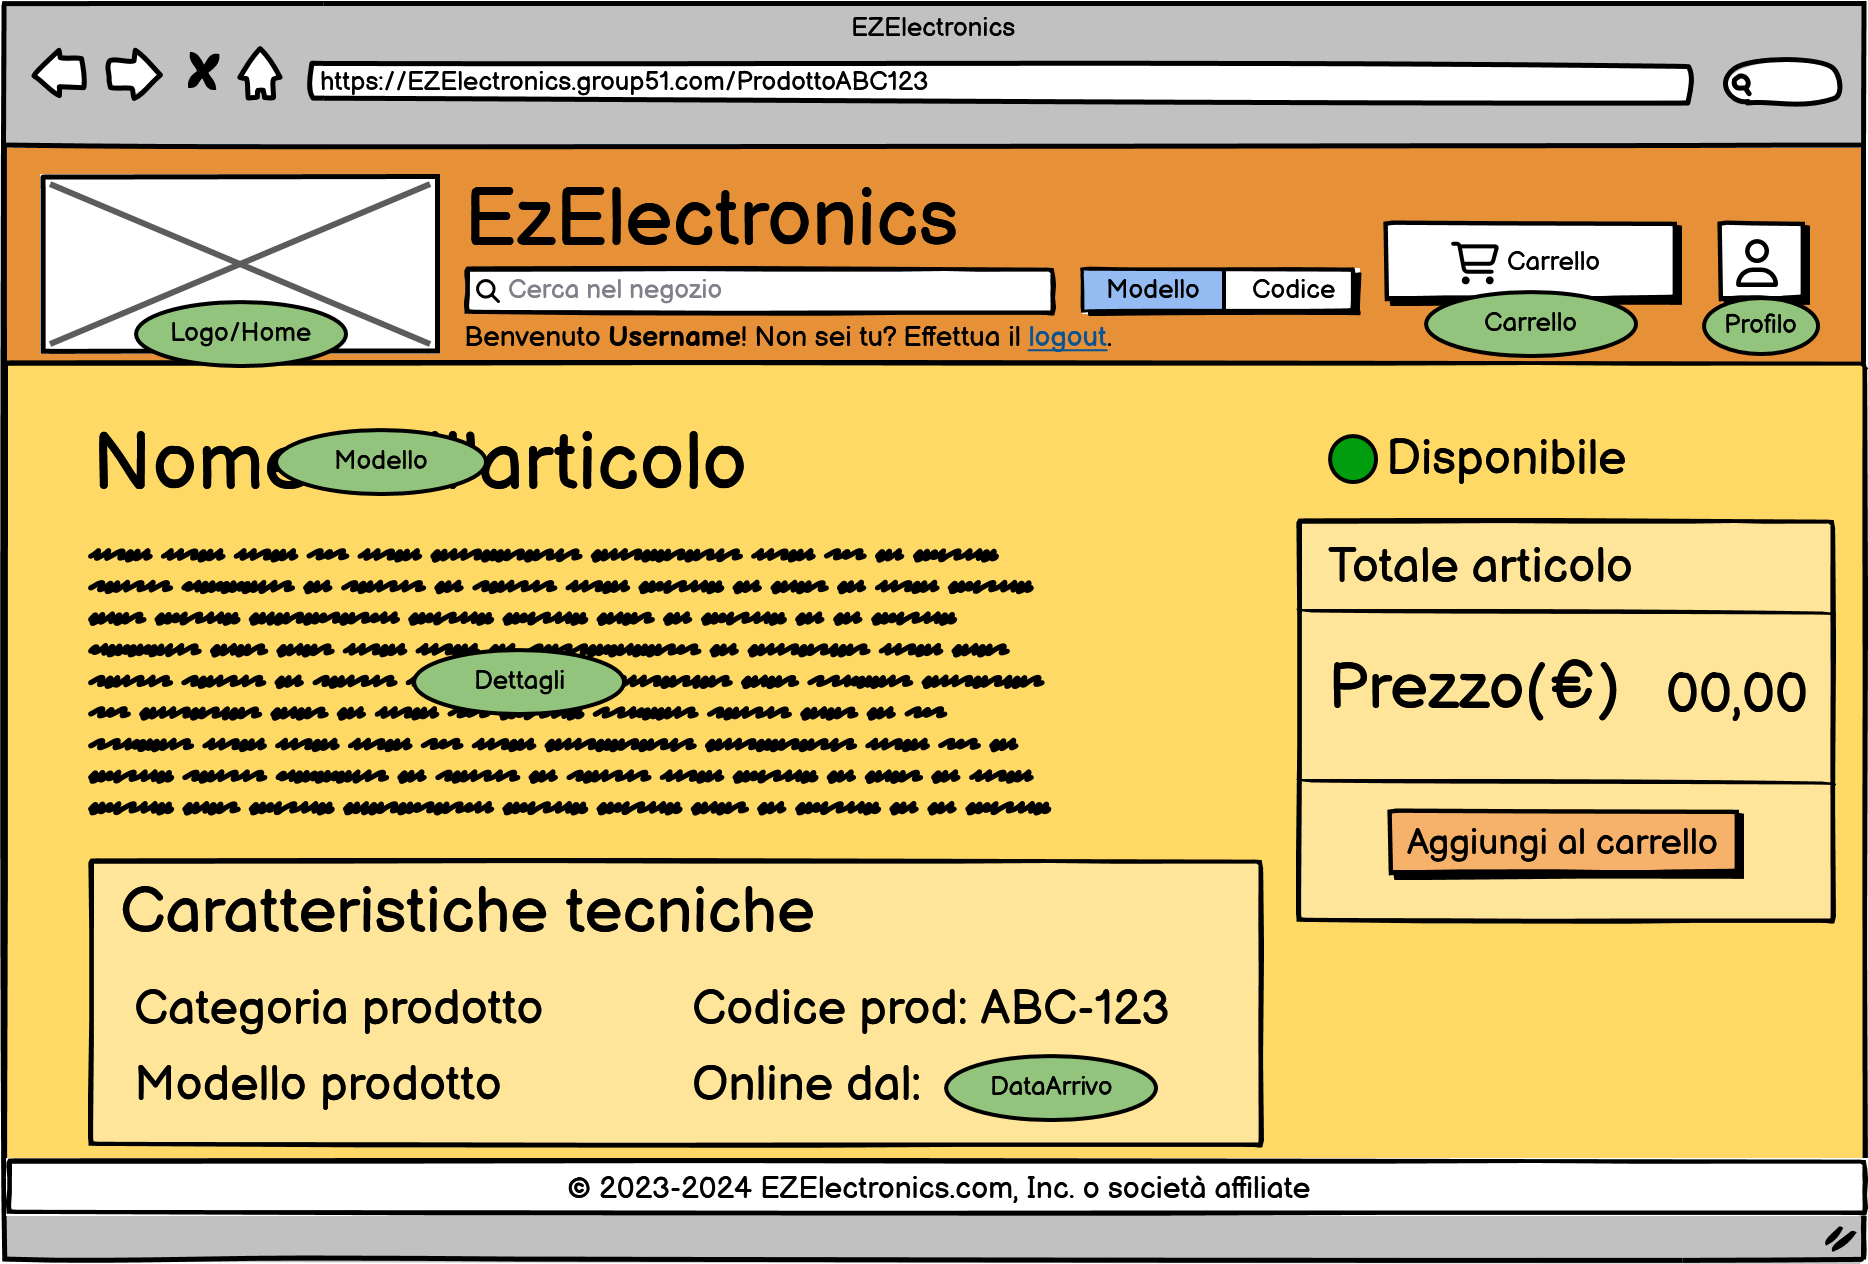 EZElectronics
https://EZElectronics.group51.com/ProdottoABC123
EzElectronics
Cerca nel negozio
Modello Codice
Carrello
Logo/Home
Carrello
Profilo
Benvenuto Username! Non sei tu? Effettua il logout.
articolo
Modello
Disponibile
Totale articolo
Dettagli
Prezzo(€) 00,00
Aggiungi al carrello
Caratteristiche tecniche
Categoria prodotto Codice prod: ABC-123
Modello prodotto Online dal: DataArrivo
© 2023-2024 EZElectronics.com, Inc. o società affiliate